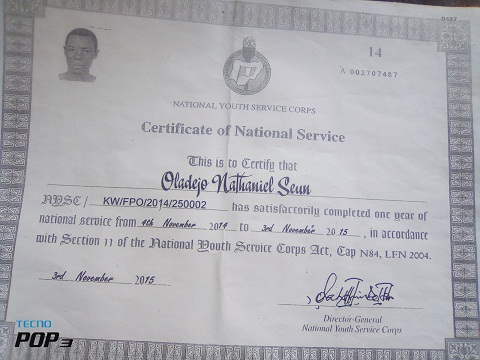 0467
14
A 002707487
NATIONAL YOUTH SERVICE CORPS
Certificate of National Service
This is to Certify that
Oladejo Nathaniel Seun
NYSC/ KW/FPO/2014/250002 has satisfactorily completed one year of
national service from 4th November 2014 to 3rd November 2015, in accordance
with Section 11 of the National Youth Service Corps Act, Cap N84, LFN 2004.
3rd November 2015
Director-General
National Youth Service Corps
TECNO
POP 3